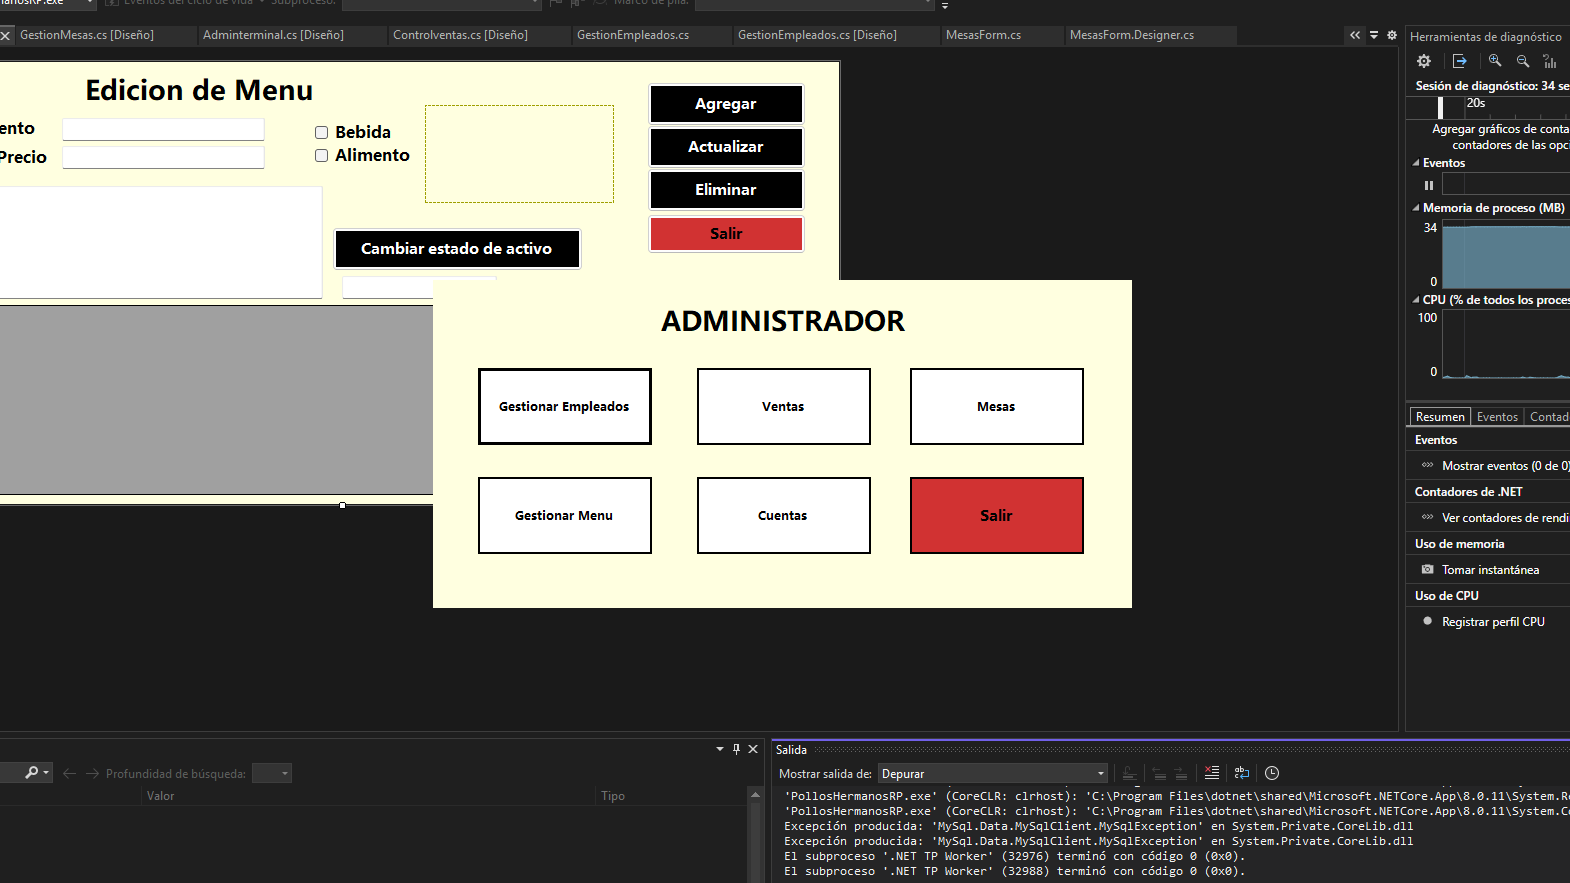 Eventos del ciclo de vida
Subproceso:
Marco de pila:
GestionMesas.cs [Diseño]
Adminterminal.cs [Diseño]
Controlventas.cs [Diseño]
GestionEmpleados.cs
GestionEmpleados.cs [Diseño]
MesasForm.cs
MesasForm.Designer.cs
Edicion de Menu
ento
Precio
Bebida
Alimento
Agregar
Actualizar
Eliminar
Salir
Cambiar estado de activo
ADMINISTRADOR
Gestionar Empleados
Ventas
Mesas
Gestionar Menu
Cuentas
Salir
Herramientas de diagnóstico
Sesión de diagnóstico: 34 se
20s
Agregar gráficos de conta
contadores de las opci
Eventos
Memoria de proceso (MB)
34
0
CPU (% de todos los proces
100
0
Resumen
Eventos
Contad
Eventos
Mostrar eventos (0 de 0)
Contadores de .NET
Ver contadores de rendi
Uso de memoria
Tomar instantánea
Uso de CPU
Registrar perfil CPU
Profundidad de búsqueda:
Valor
Tipo
Salida
Mostrar salida de:
Depurar
'PollosHermanosRP.exe' (CoreCLR: clrhost): 'C:\Program Files\dotnet\shared\Microsoft.NETCore.App\8.0.11\System.Re
'PollosHermanosRP.exe' (CoreCLR: clrhost): 'C:\Program Files\dotnet\shared\Microsoft.NETCore.App\8.0.11\System.Co
Excepción producida: 'MySql.Data.MySqlClient.MySqlException' en System.Private.CoreLib.dll
Excepción producida: 'MySql.Data.MySqlClient.MySqlException' en System.Private.CoreLib.dll
El subproceso '.NET TP Worker' (32976) terminó con código 0 (0x0).
El subproceso '.NET TP Worker' (32988) terminó con código 0 (0x0).